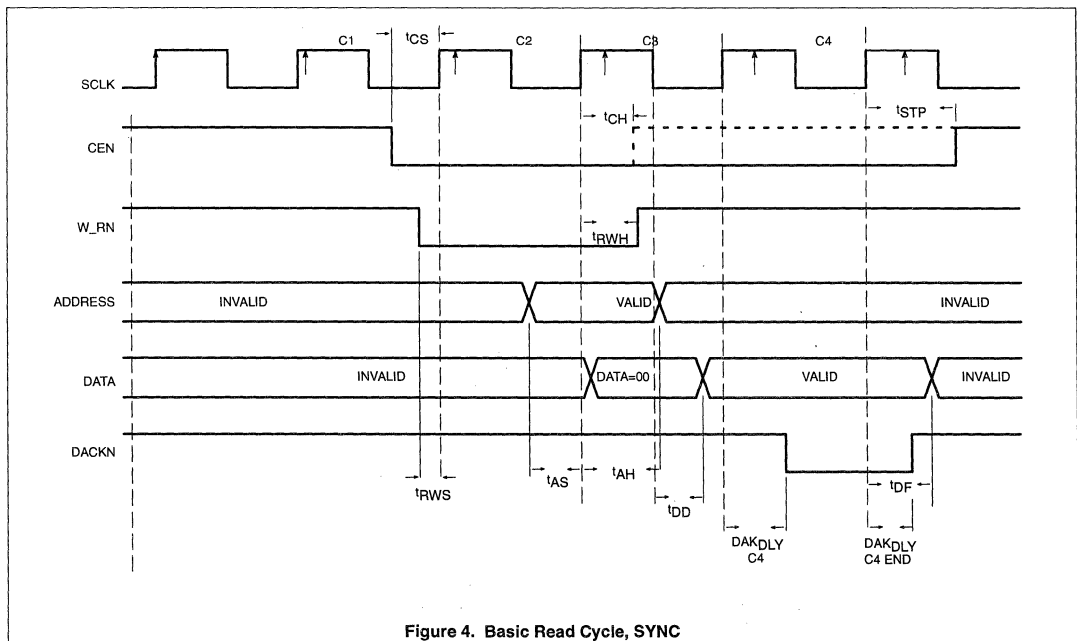 C1
tCS
C2
C3
C4
SCLK
tSTP
tCH
CEN
W_RN
tRWH
ADDRESS
INVALID
VALID
INVALID
DATA
INVALID
DATA=00
VALID
INVALID
DACKN
tRWS
tAS
tAH
tDD
tDF
DAKDLY
C4
DAKDLY
C4 END
Figure 4. Basic Read Cycle, SYNC